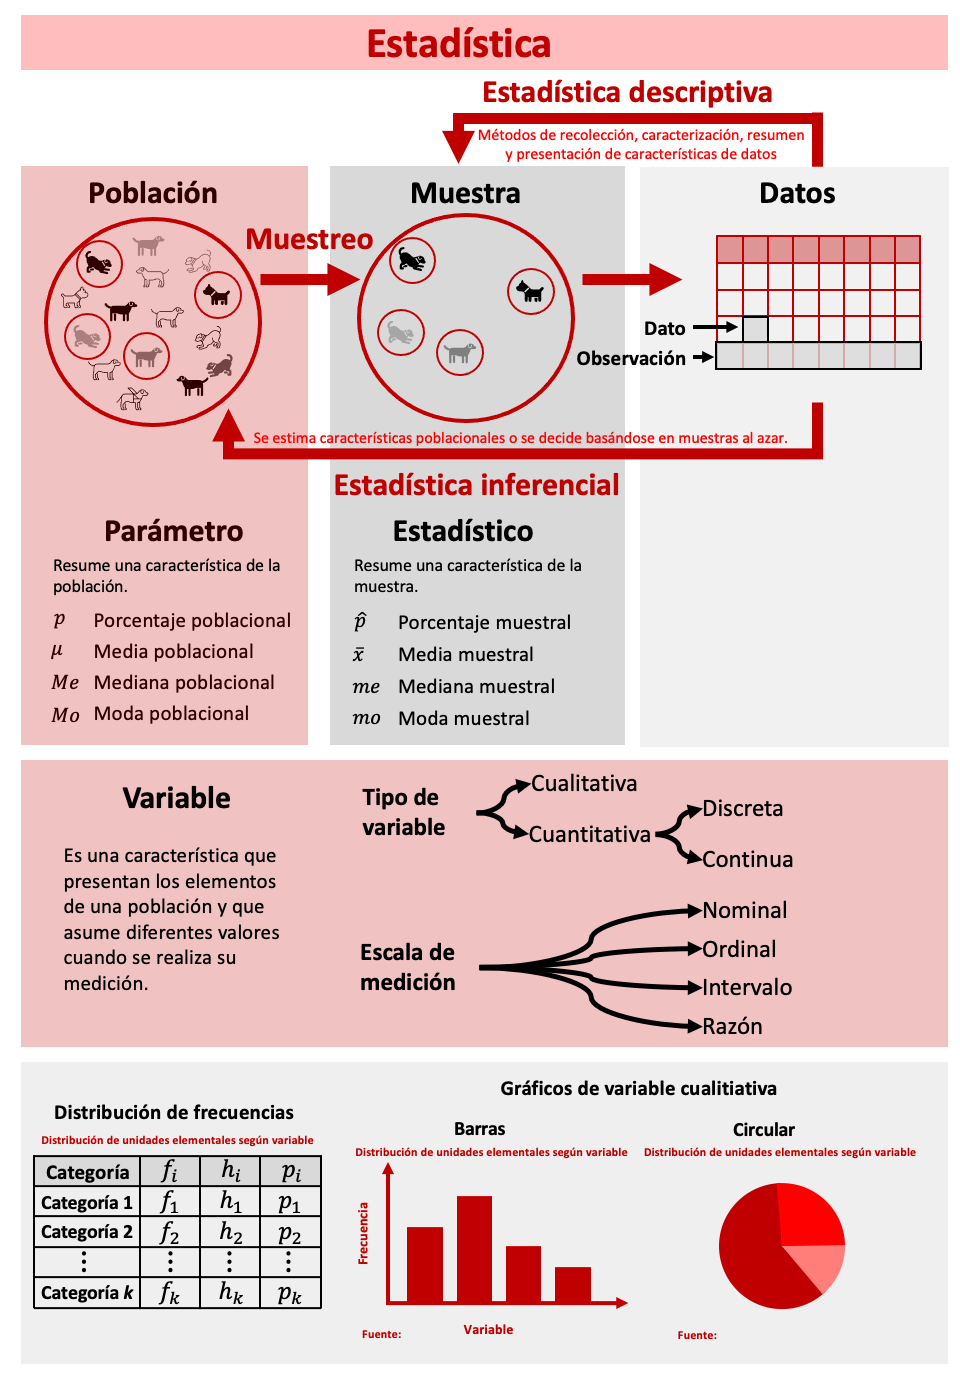 Estadística
Estadística descriptiva
Métodos de recolección, caracterización, resumen
y presentación de características de datos
Población
Muestra
Datos
Muestreo
Dato
Observación
Se estima características poblacionales o se decide basándose en muestras al azar.
Estadística inferencial
Parámetro
Resume una característica de la
población.
p Porcentaje poblacional
μ Media poblacional
Me Mediana poblacional
Mo Moda poblacional
Estadístico
Resume una característica de la
muestra.
p̂ Porcentaje muestral
x̄ Media muestral
me Mediana muestral
mo Moda muestral
Variable
Es una característica que
presentan los elementos
de una población y que
asume diferentes valores
cuando se realiza su
medición.
Tipo de
variable
Cualitativa
Cuantitativa
Discreta
Continua
Escala de
medición
Nominal
Ordinal
Intervalo
Razón
Distribución de frecuencias
Distribución de unidades elementales según variable
Categoría f_i h_i p_i
Categoría 1 f_1 h_1 p_1
Categoría 2 f_2 h_2 p_2
⋮ ⋮ ⋮ ⋮
Categoría k f_k h_k p_k
Gráficos de variable cualitiativa
Barras
Distribución de unidades elementales según variable
Frecuencia
Variable
Fuente:
Circular
Distribución de unidades elementales según variable
Fuente: